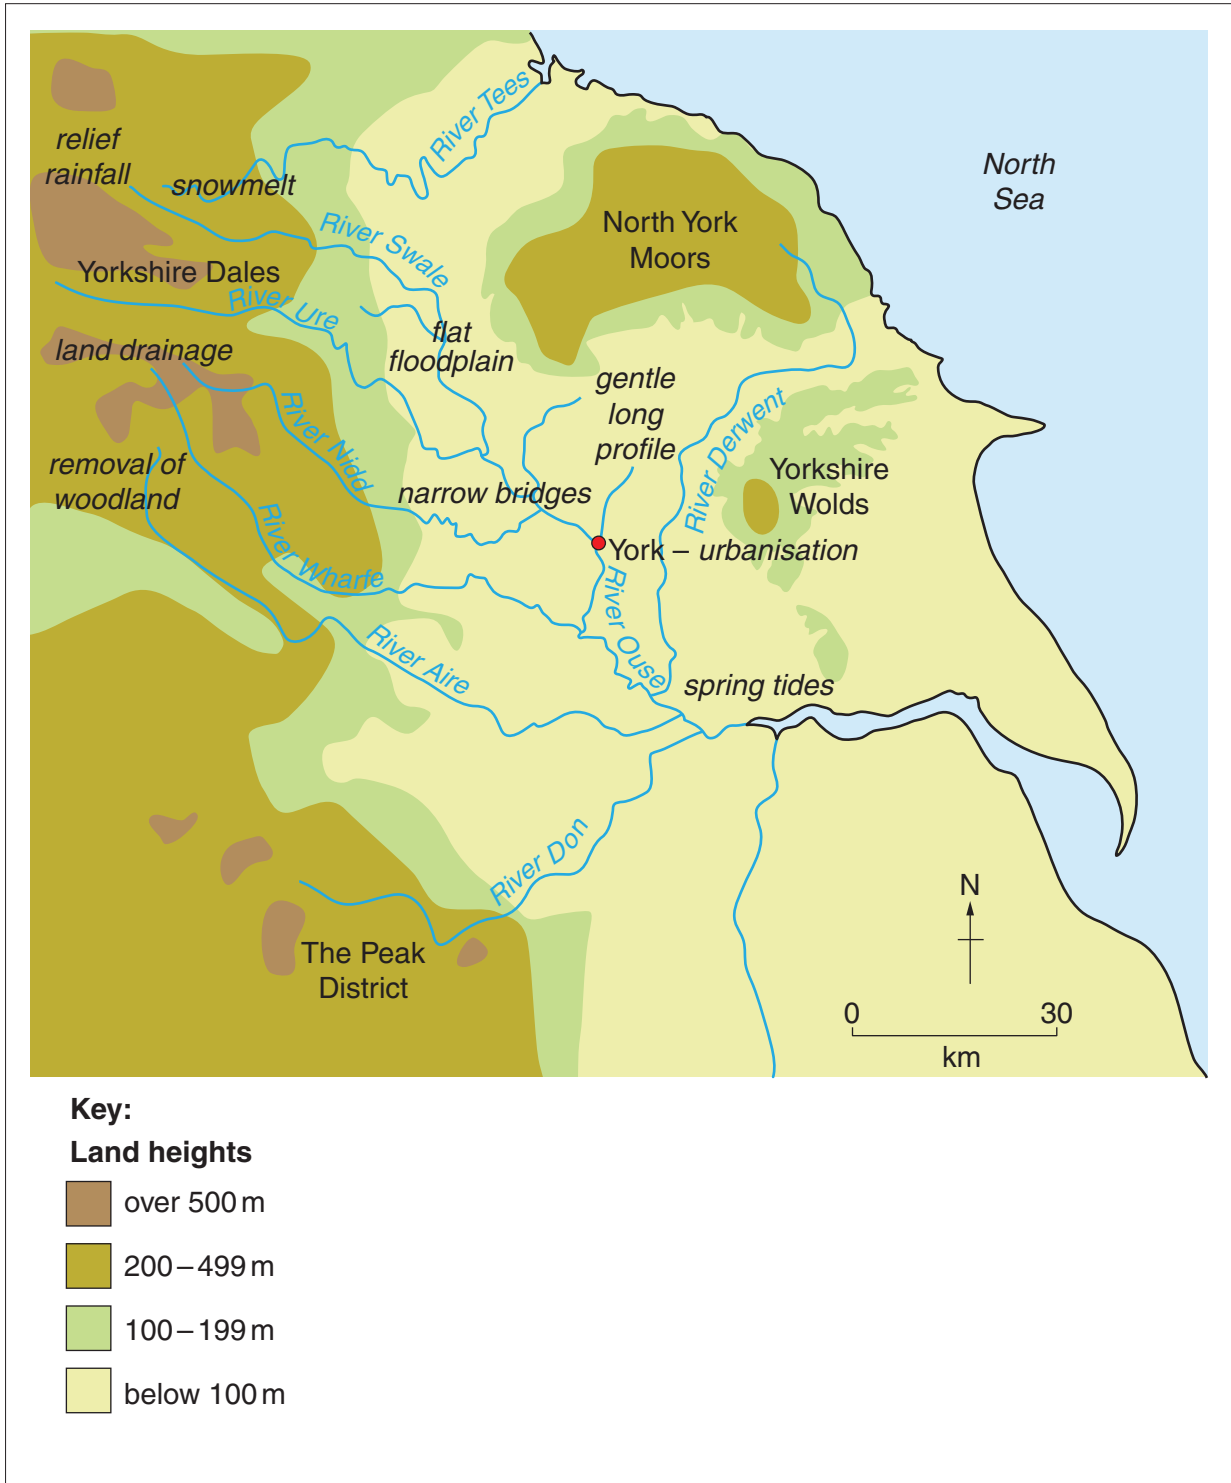 River Tees
relief
rainfall
snowmelt
North
Sea
River Swale
North York
Moors
Yorkshire Dales
River Ure
flat
floodplain
land drainage
gentle
long
profile
River Nidd
River Derwent
removal of
woodland
narrow bridges
Yorkshire
Wolds
River Wharfe
York – urbanisation
River Ouse
River Aire
spring tides
River Don
The Peak
District
N
0 30
km
Key:
Land heights
over 500 m
200 – 499 m
100 – 199 m
below 100 m